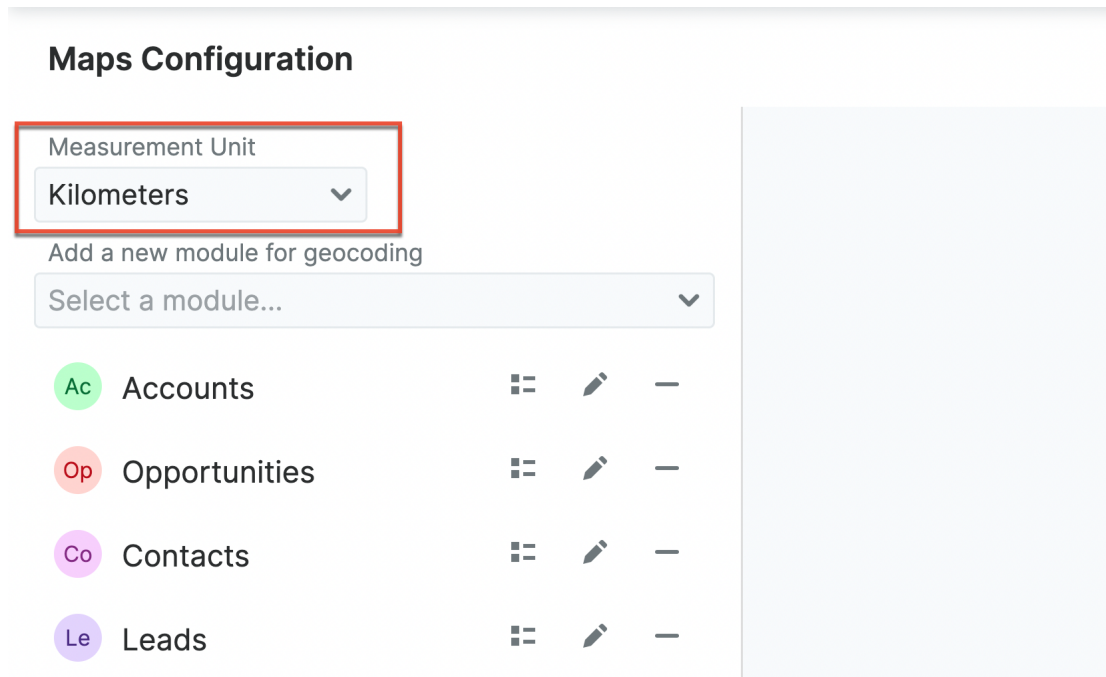 Maps Configuration
Measurement Unit
Kilometers
Add a new module for geocoding
Select a module...
Ac Accounts
Op Opportunities
Co Contacts
Le Leads